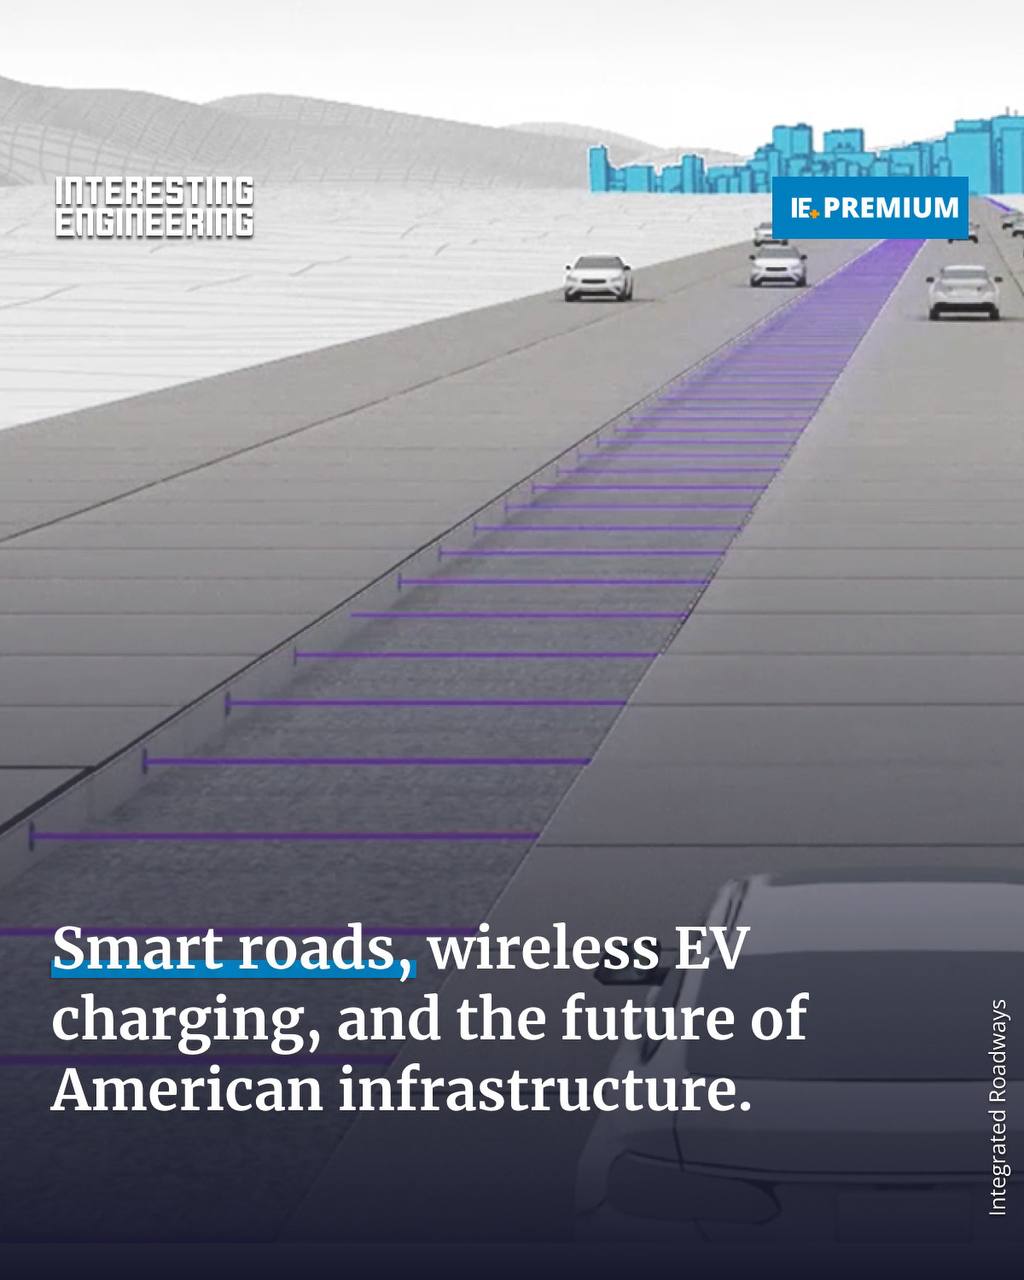 INTERESTING
ENGINEERING
IE+ PREMIUM
Smart roads, wireless EV
charging, and the future of
American infrastructure.
Integrated Roadways